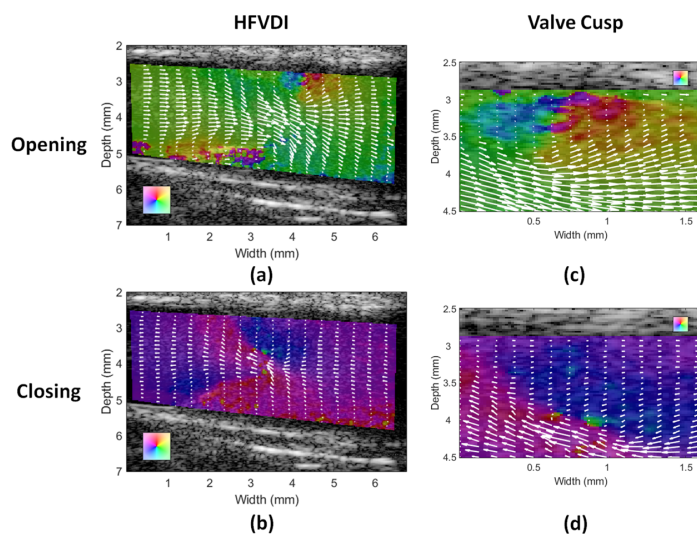 HFVDI
Valve Cusp
Opening
Depth (mm)
2
3
4
5
6
7
1 2 3 4 5 6
Width (mm)
(a)
Depth (mm)
2.5
3
3.5
4
4.5
0.5 1 1.5
Width (mm)
(c)
Closing
Depth (mm)
2
3
4
5
6
7
1 2 3 4 5 6
Width (mm)
(b)
Depth (mm)
2.5
3
3.5
4
4.5
0.5 1 1.5
Width (mm)
(d)